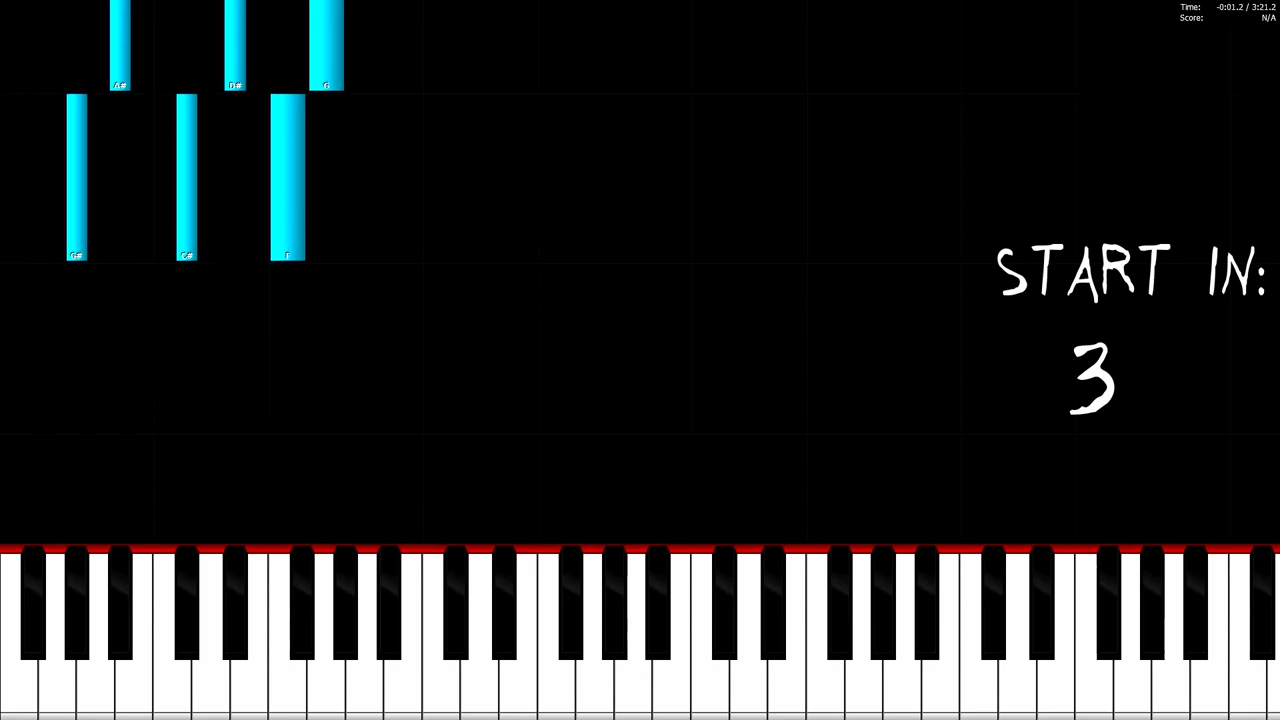 Time: -0:01.2 / 3:21.2
Score: N/A
A# D# G
G# C# F
START IN:
3